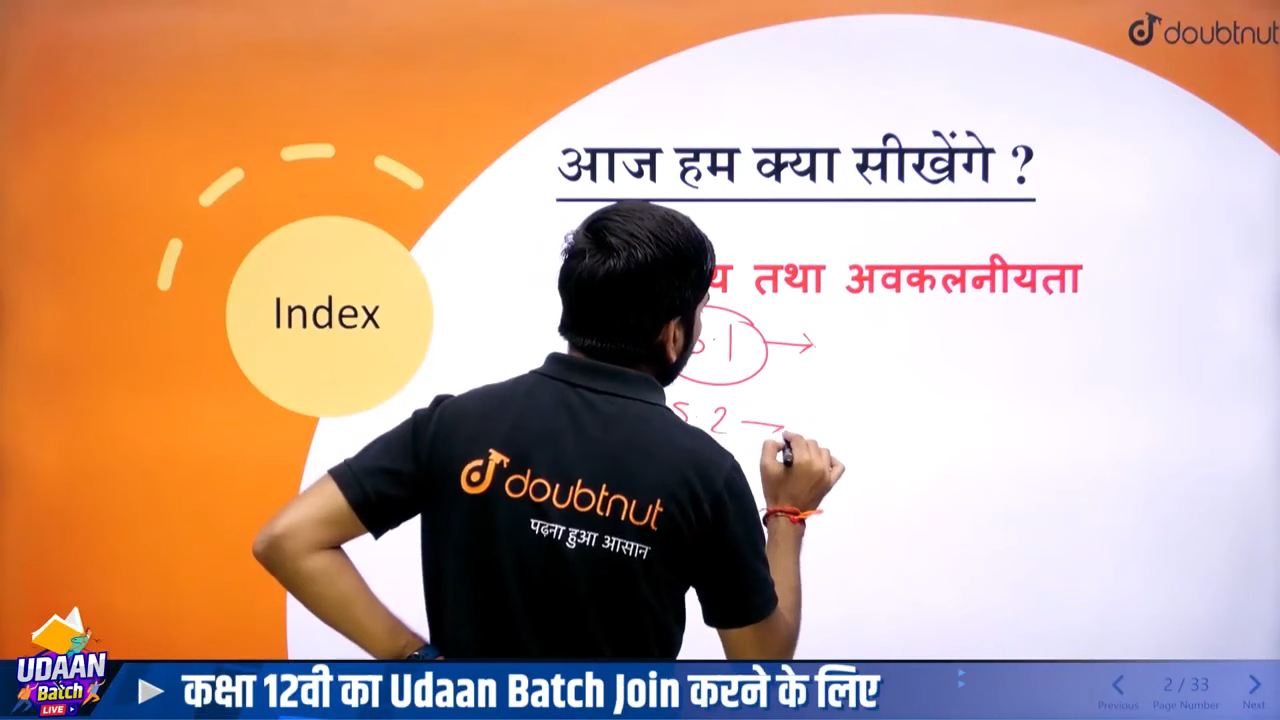 doubtnut
आज हम क्या सीखेंगे ?
Index
तथा अवकलनीयता
2
doubtnut
पढ़ना हुआ आसान
UDAAN
Batch
LIVE
कक्षा 12वी का Udaan Batch Join करने के लिए
2 / 33
Previous Page Number Next